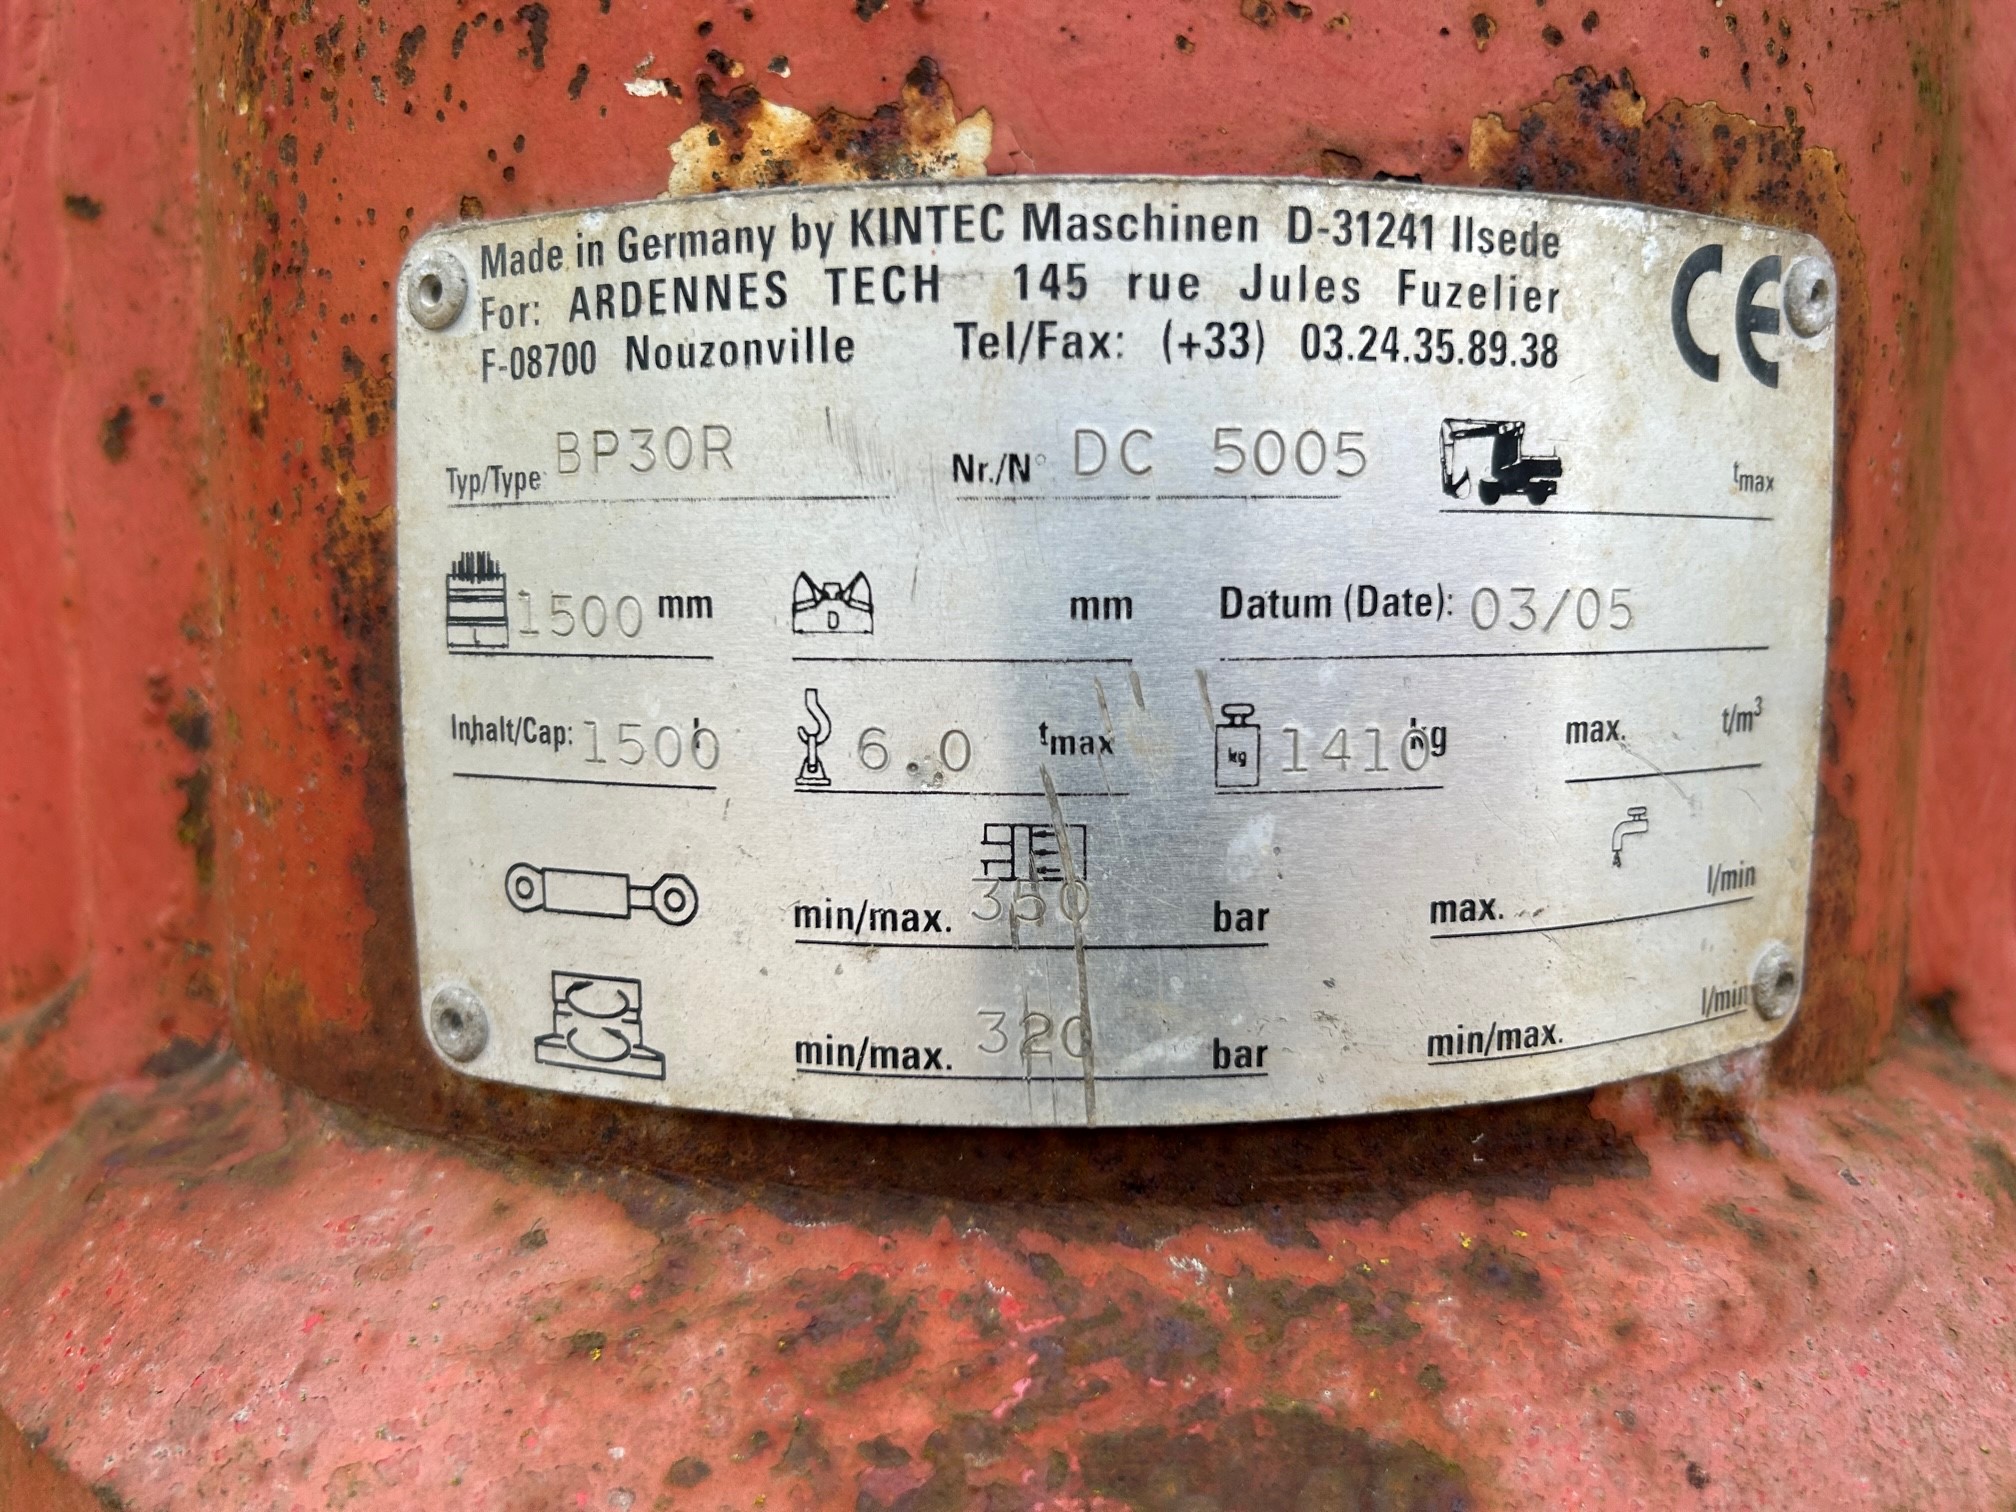 Made in Germany by KINTEC Maschinen D-31241 Ilsede
For: ARDENNES TECH 145 rue Jules Fuzelier
F-08700 Nouzonville Tel/Fax: (+33) 03.24.35.89.38
CE
Typ/Type BP30R Nr./N° DC 5005 tmax
L 1500 mm D mm Datum (Date): 03/05
Inhalt/Cap: 1500 l 6.0 tmax kg 1410 kg max. t/m³
min/max. 350 bar max. l/min
min/max. 320 bar min/max. l/min